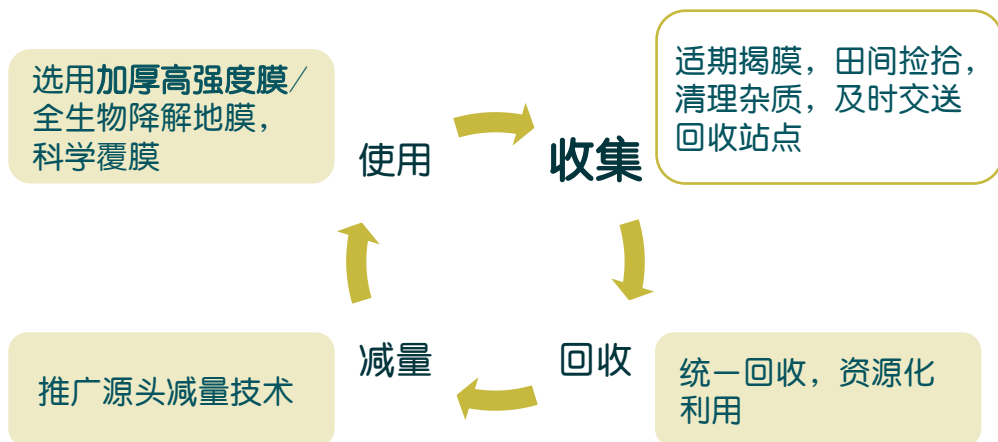 选用加厚高强度膜/
全生物降解地膜，
科学覆膜
使用
收集
适期揭膜，田间捡拾，
清理杂质，及时交送
回收站点
推广源头减量技术
减量
回收
统一回收，资源化
利用